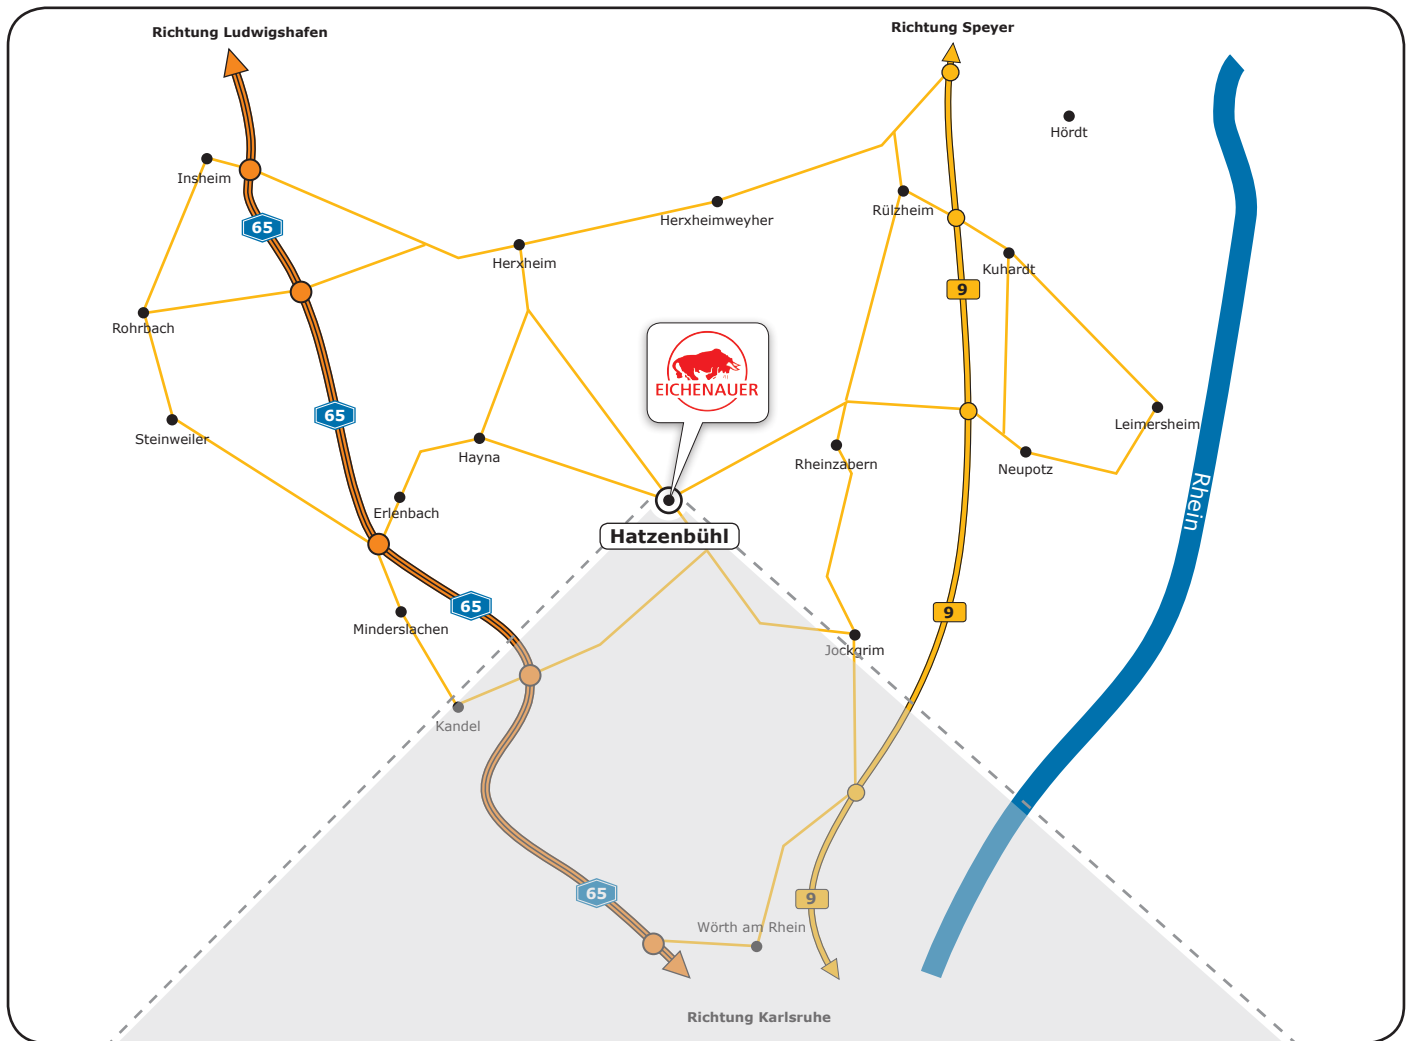 Richtung Ludwigshafen
Richtung Speyer
Hördt
Insheim
Herxheimweyher
Rülzheim
65
Herxheim
Kuhardt
9
Rohrbach
EICHENAUER
65
Steinweiler
Leimersheim
Hayna
Rheinzabern
Neupotz
Erlenbach
Rhein
Hatzenbühl
65
9
Minderslachen
Jockgrim
Kandel
65
9
Wörth am Rhein
Richtung Karlsruhe